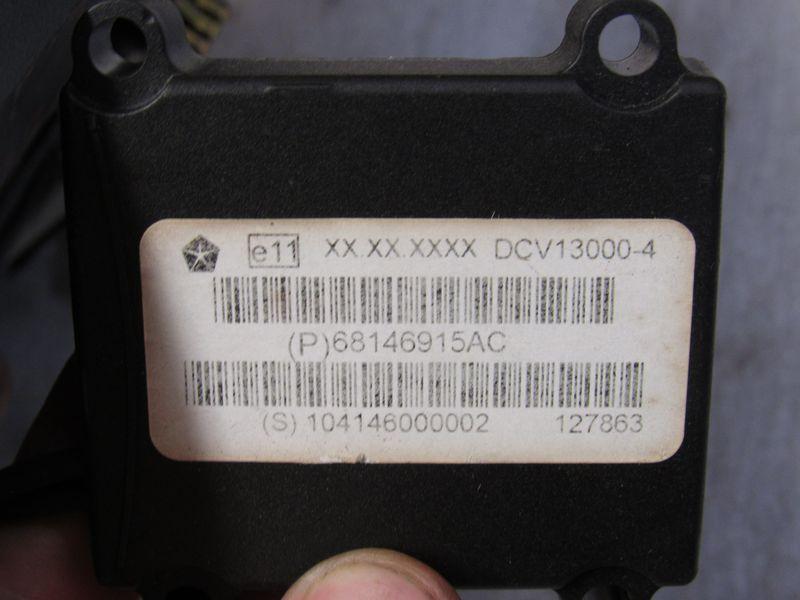 e11 XX.XX.XXXX DCV13000-4
(P)68146915AC
(S) 104146000002 127863